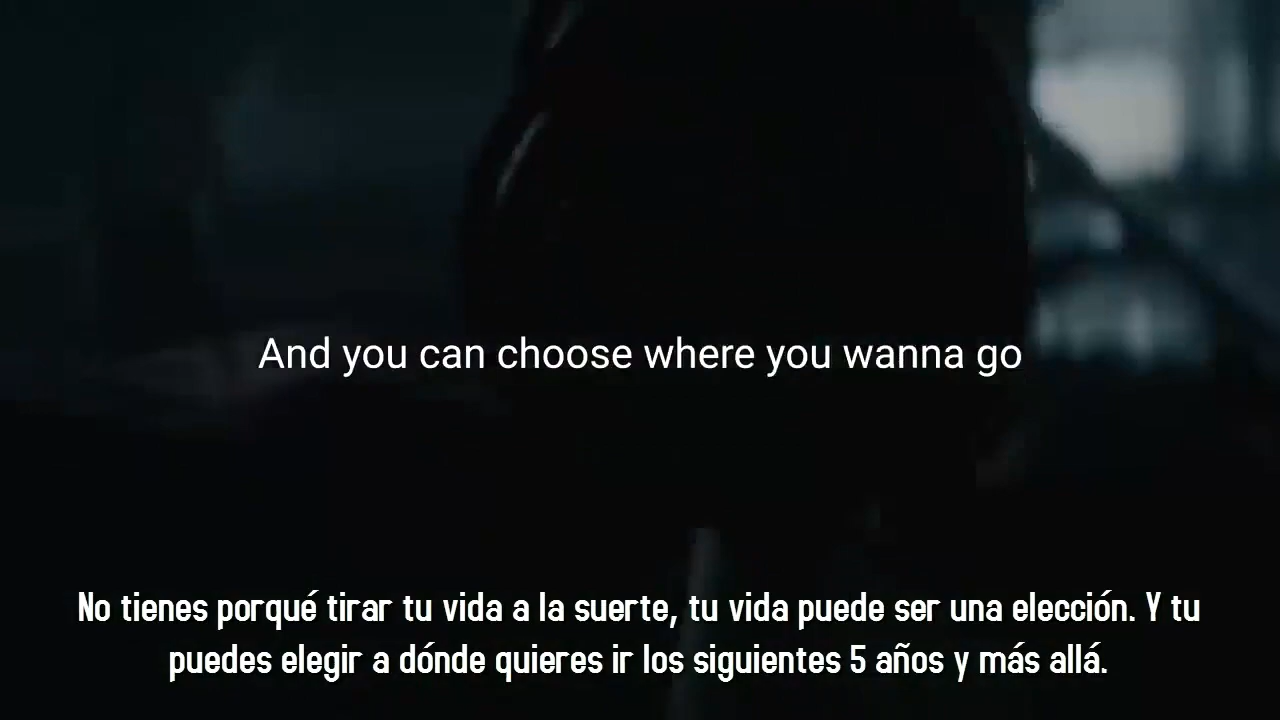 And you can choose where you wanna go
No tienes porqué tirar tu vida a la suerte, tu vida puede ser una elección. Y tu
puedes elegir a dónde quieres ir los siguientes 5 años y más allá.